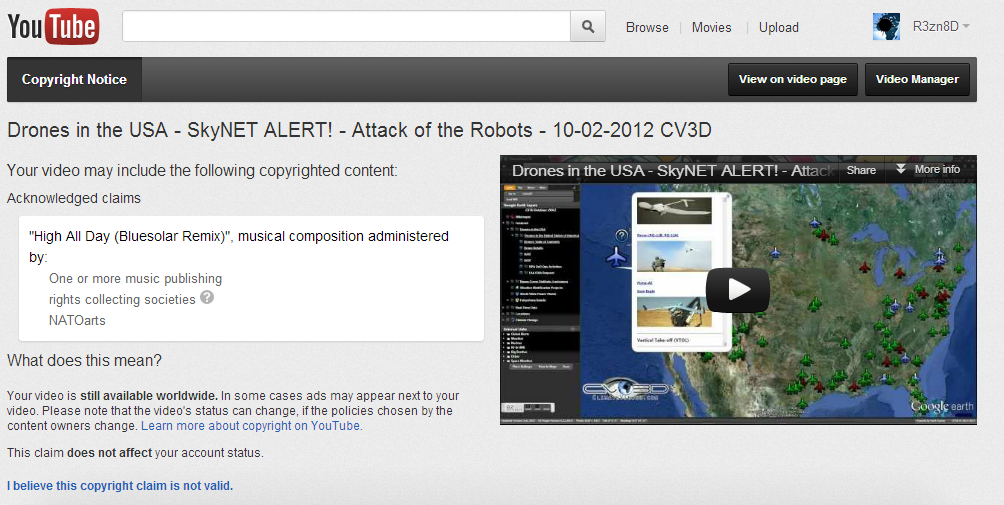 YouTube
Browse
Movies
Upload
R3zn8D
Copyright Notice
View on video page
Video Manager
Drones in the USA - SkyNET ALERT! - Attack of the Robots - 10-02-2012 CV3D
Your video may include the following copyrighted content:
Acknowledged claims
"High All Day (Bluesolar Remix)", musical composition administered
by:
One or more music publishing
rights collecting societies ?
NATOarts
What does this mean?
Your video is still available worldwide. In some cases ads may appear next to your
video. Please note that the video's status can change, if the policies chosen by the
content owners change. Learn more about copyright on YouTube.
This claim does not affect your account status.
I believe this copyright claim is not valid.
Drones in the USA - SkyNET ALERT! - Attack
Share
More info
Vertical Take-off (VTOL)
Google earth